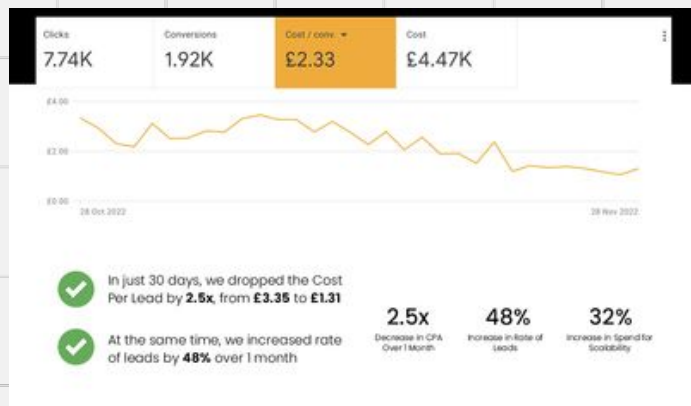 Clicks
Conversions
Cost / conv.
Cost
7.74K
1.92K
£2.33
£4.47K
£4.00
£2.00
£0.00
28 Oct 2022
28 Nov 2022
In just 30 days, we dropped the Cost
Per Lead by 2.5x, from £3.35 to £1.31
At the same time, we increased rate
of leads by 48% over 1 month
2.5x
Decrease in CPA
Over 1 Month
48%
Increase in Rate of
Leads
32%
Increase in Spend for
Scalability